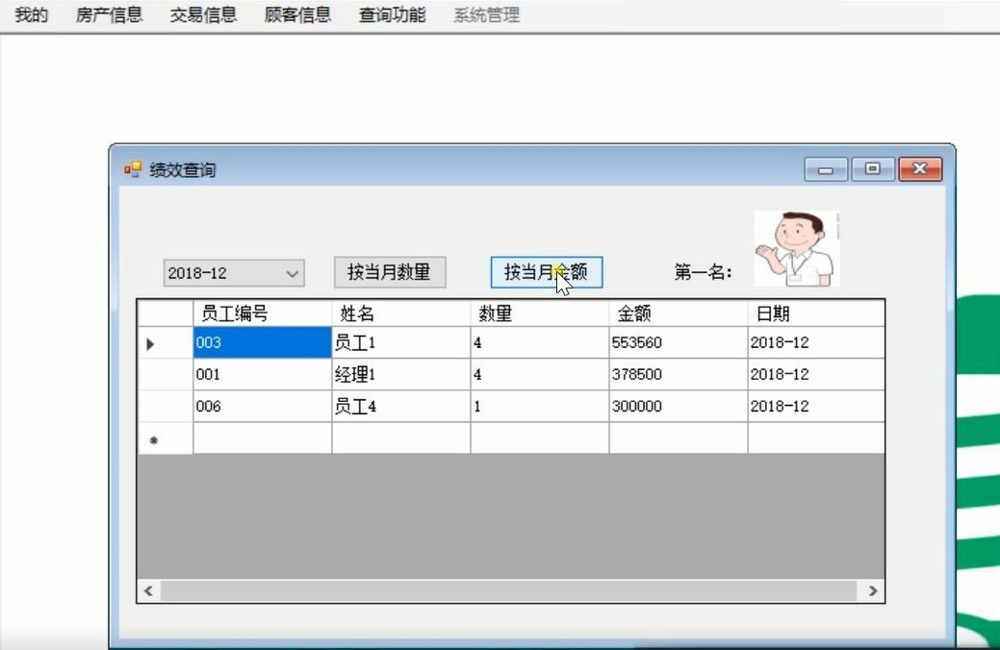 我的 房产信息 交易信息 顾客信息 查询功能 系统管理
绩效查询
2018-12 按当月数量 按当月金额 第一名:
员工编号 姓名 数量 金额 日期
003 员工1 4 553560 2018-12
001 经理1 4 378500 2018-12
006 员工4 1 300000 2018-12